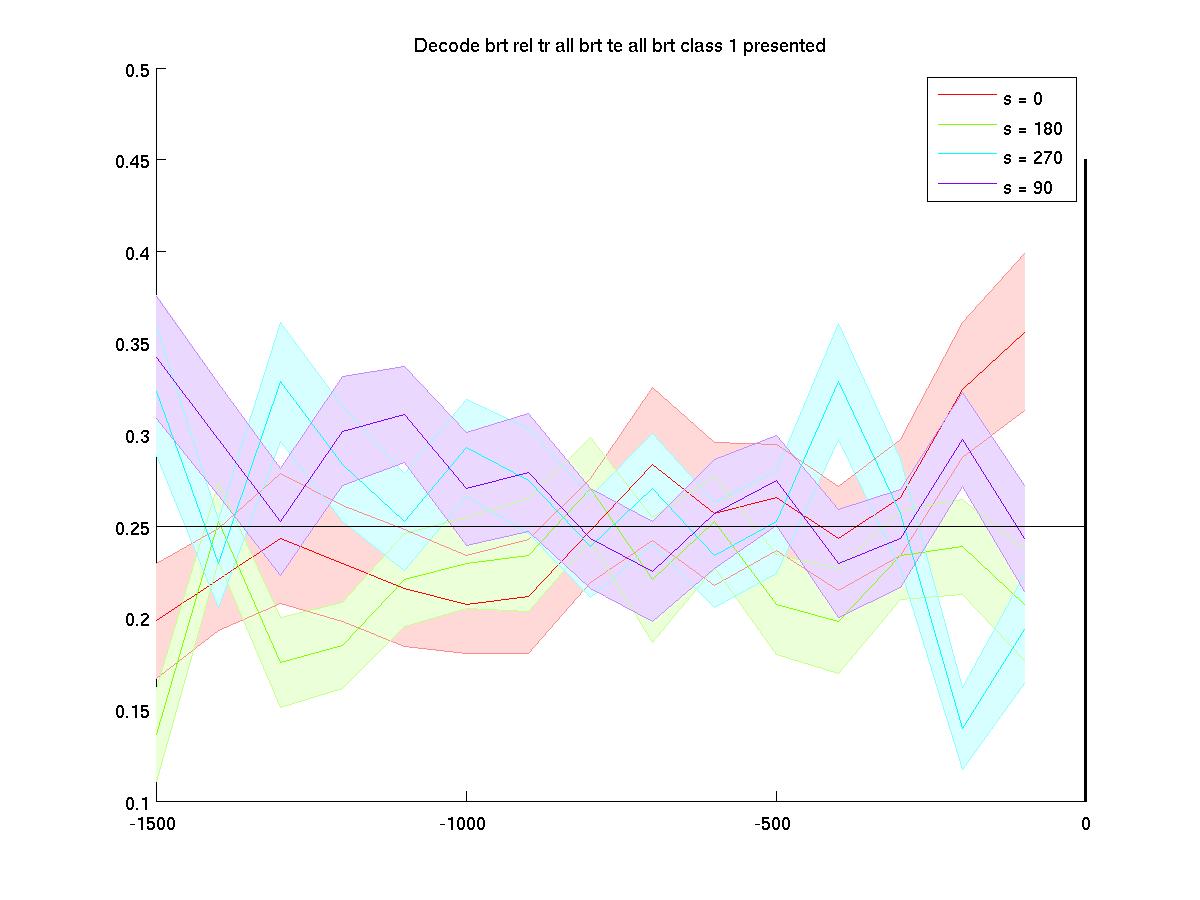 Decode brt rel tr all brt te all brt class 1 presented
0.5
0.45
0.4
0.35
0.3
0.25
0.2
0.15
0.1
-1500
-1000
-500
0
s = 0
s = 180
s = 270
s = 90